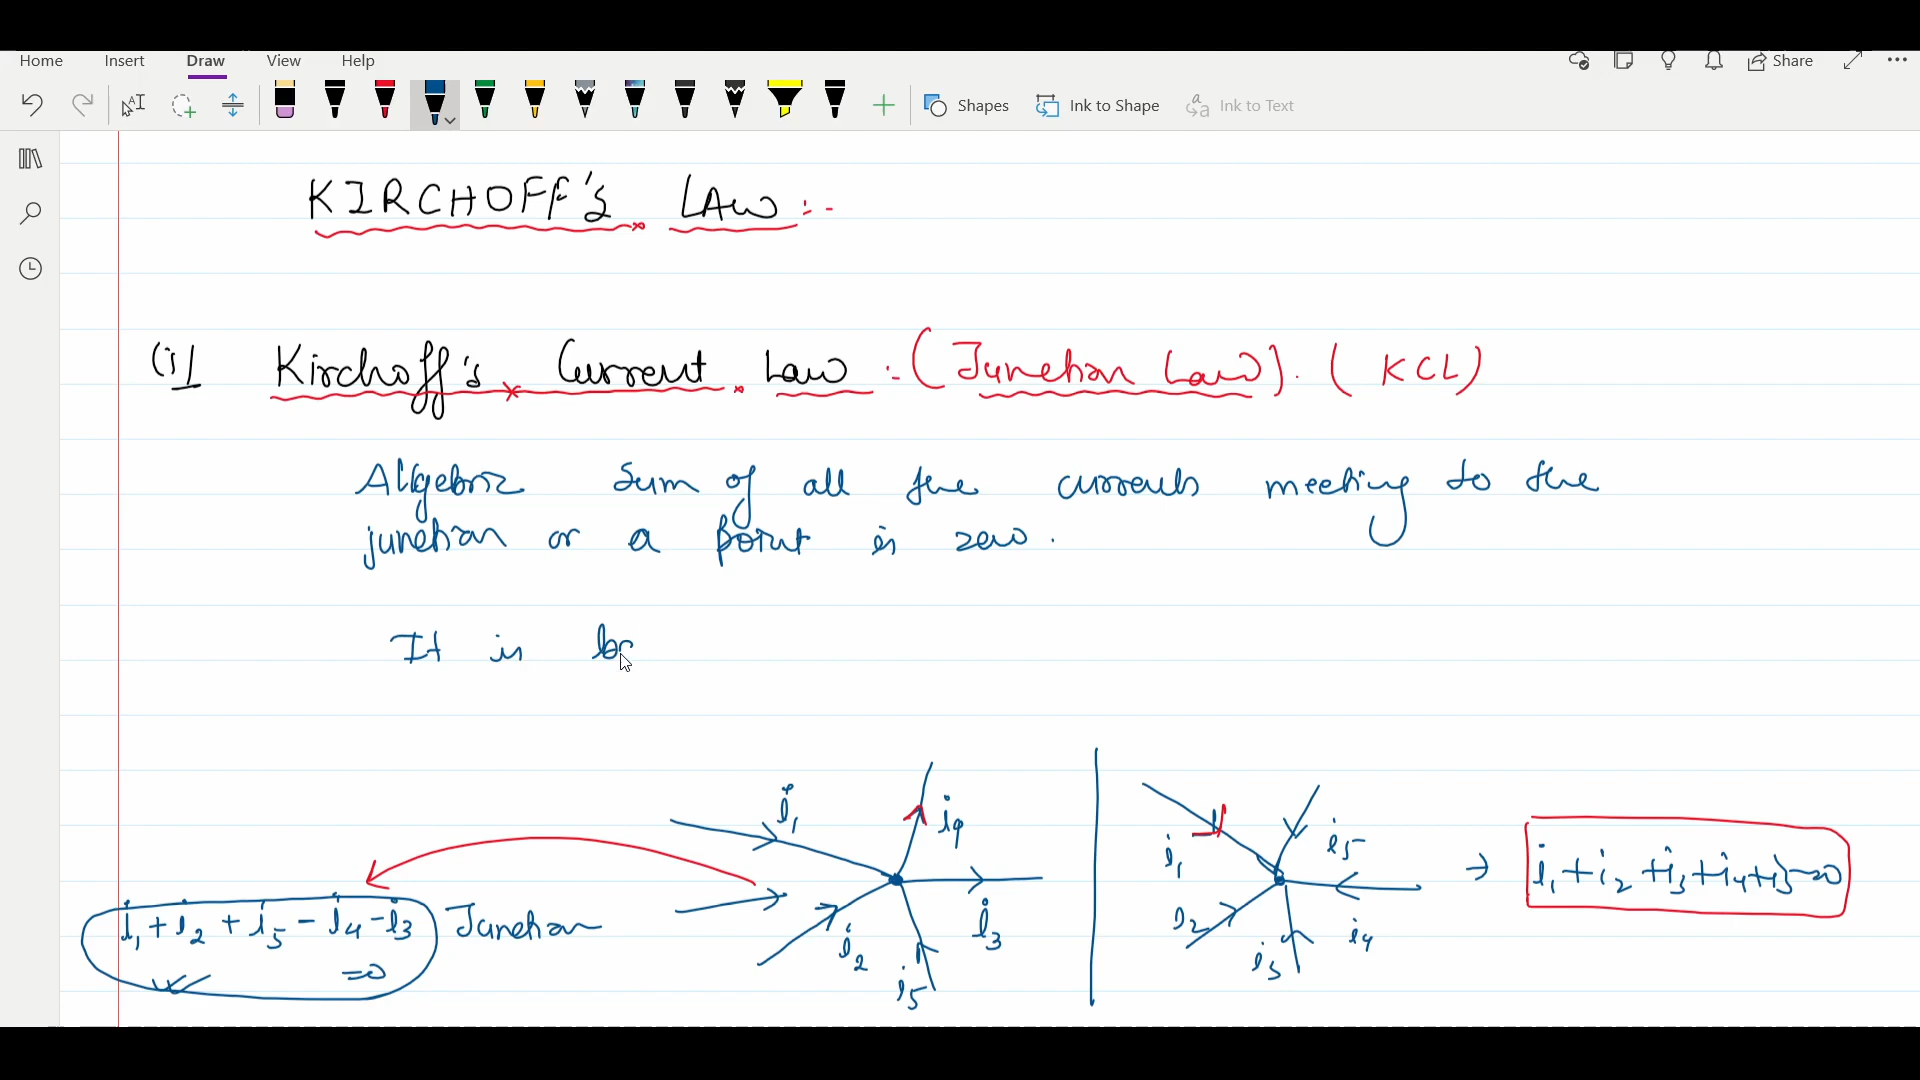 Home Insert Draw View Help Share
Shapes Ink to Shape Ink to Text
KIRCHOFF's LAW :-
(i) Kirchoff's Current Law :- (Junction Law). (KCL)
Algebric Sum of all the currents meeting to the
junction or a point is zero.
It is
i₁
i₄
i₃
i₂
i₅
i₁ + i₂ + i₅ - i₄ - i₃ Junction
=0
i₁
i₅
i₂
i₄
i₃
→ i₁+i₂+i₃+i₄+i₅=0